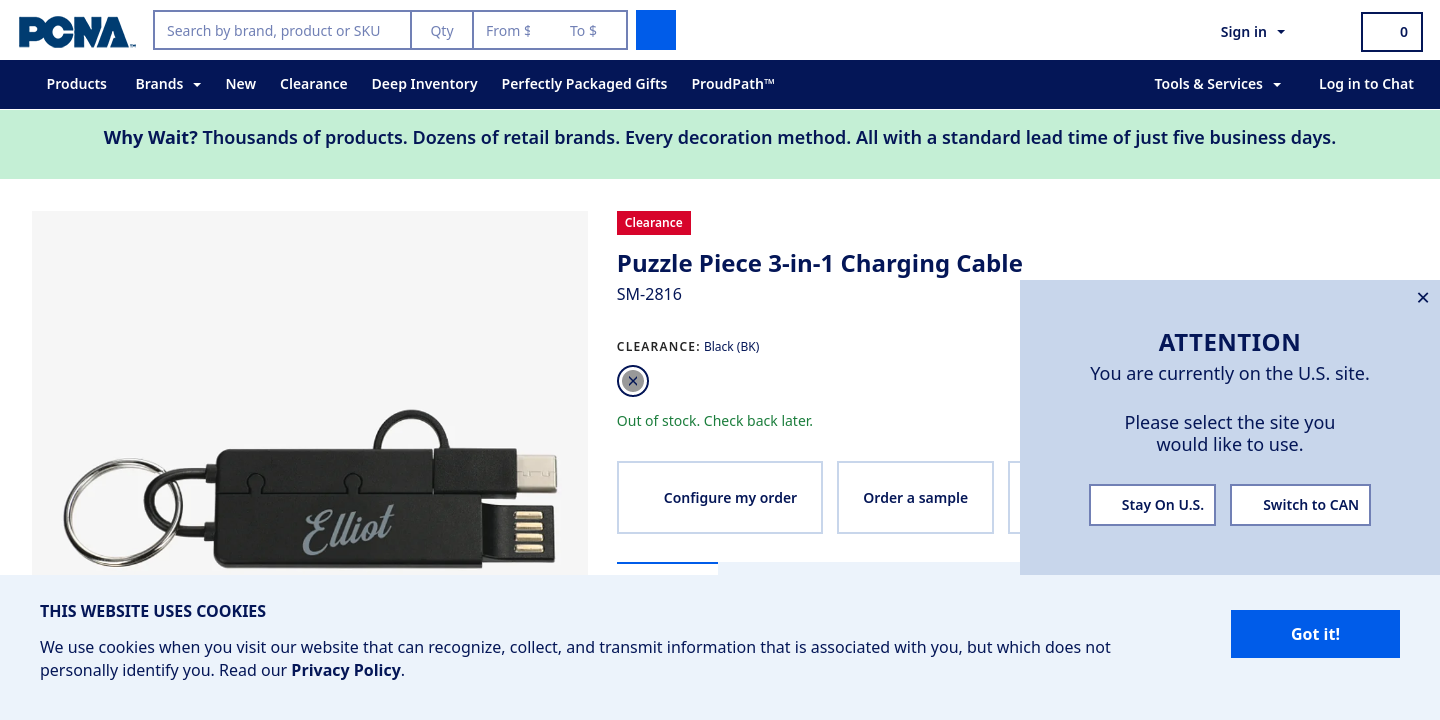 PCNA
Search by brand, product or SKU Qty From $ To $
Sign in 0
Products Brands New Clearance Deep Inventory Perfectly Packaged Gifts ProudPath™ Tools & Services Log in to Chat
Why Wait? Thousands of products. Dozens of retail brands. Every decoration method. All with a standard lead time of just five business days.
Clearance
Puzzle Piece 3-in-1 Charging Cable
SM-2816
CLEARANCE: Black (BK)
Out of stock. Check back later.
Configure my order Order a sample
Elliot
×
ATTENTION
You are currently on the U.S. site.
Please select the site you
would like to use.
Stay On U.S. Switch to CAN
THIS WEBSITE USES COOKIES
We use cookies when you visit our website that can recognize, collect, and transmit information that is associated with you, but which does not
personally identify you. Read our Privacy Policy.
Got it!